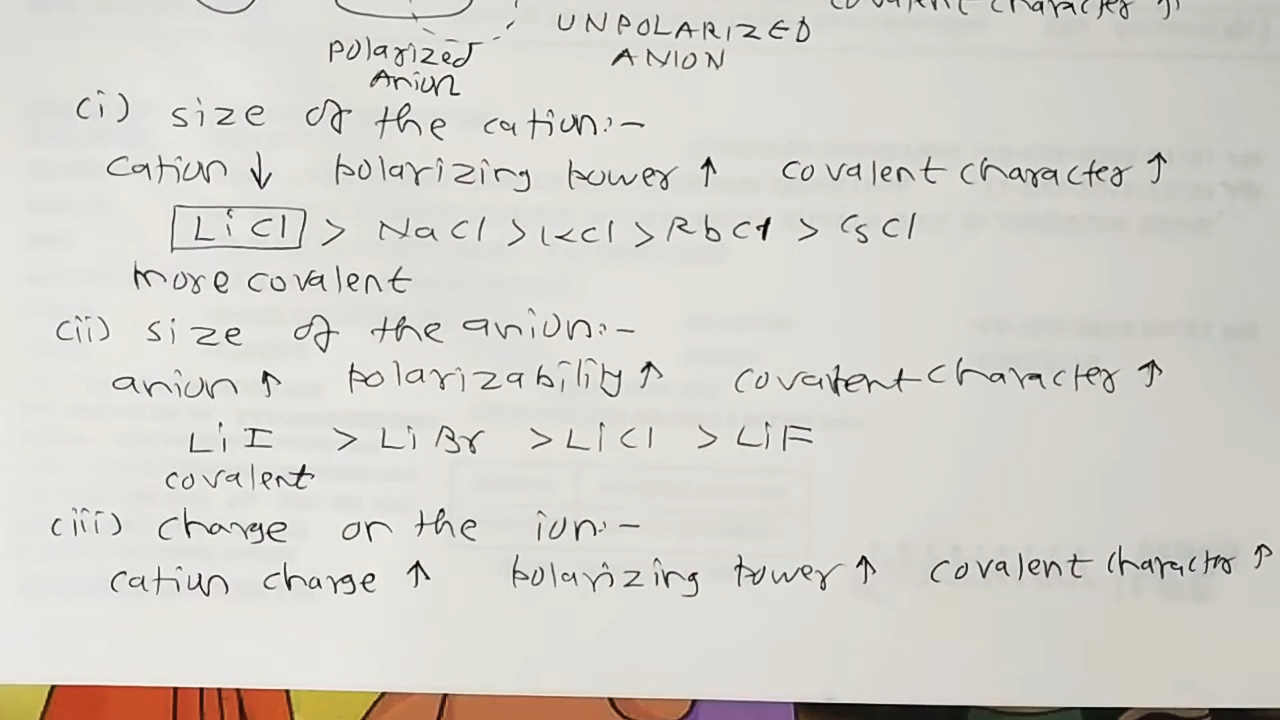 covalent character ↑
UNPOLARIZED
ANION
polarized
Anion
(i) size of the cation:-
cation ↓ polarizing power ↑ covalent character ↑
LiCl > NaCl > KCl > RbCl > CsCl
more covalent
(ii) size of the anion:-
anion ↑ polarizability ↑ covalent character ↑
LiI > LiBr > LiCl > LiF
covalent
(iii) charge on the ion:-
cation charge ↑ polarizing power ↑ covalent character ↑